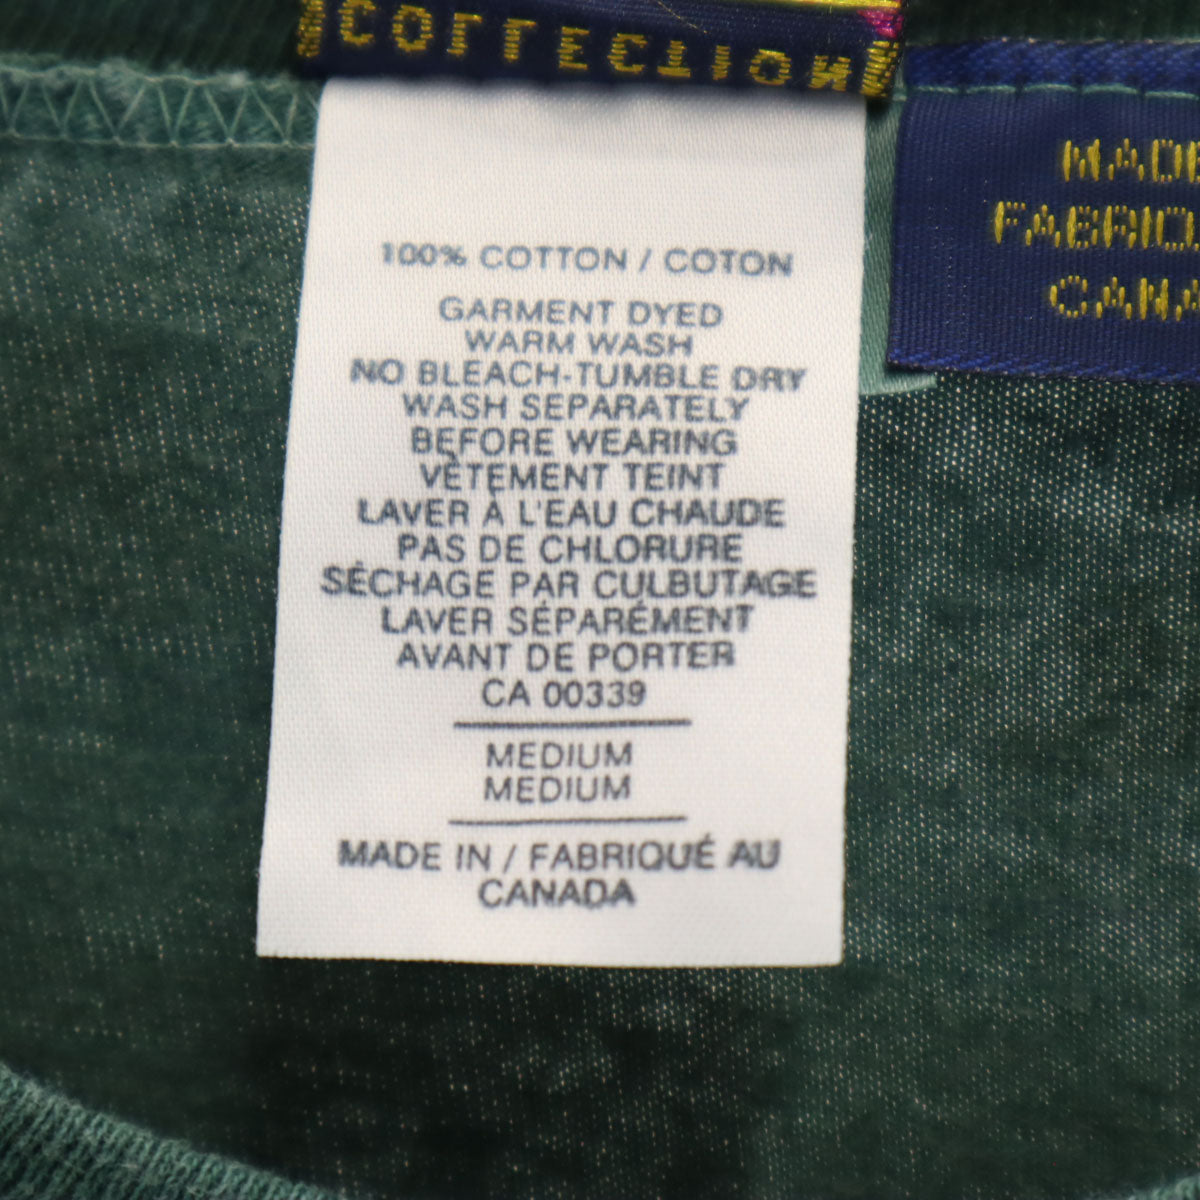 COLLECTION
100% COTTON / COTON
GARMENT DYED
WARM WASH
NO BLEACH-TUMBLE DRY
WASH SEPARATELY
BEFORE WEARING
VÊTEMENT TEINT
LAVER À L'EAU CHAUDE
PAS DE CHLORURE
SÉCHAGE PAR CULBUTAGE
LAVER SÉPARÉMENT
AVANT DE PORTER
CA 00339
MEDIUM
MEDIUM
MADE IN / FABRIQUÉ AU
CANADA
MADE